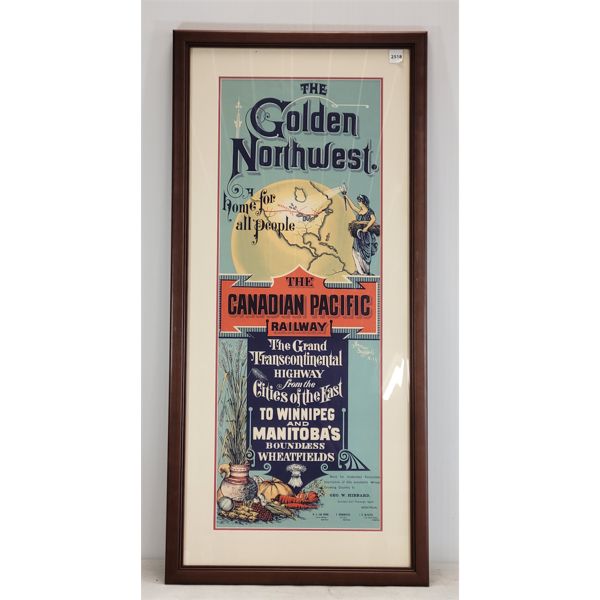 2518
THE
Golden
Northwest.
A
Home for
all People
THE
CANADIAN PACIFIC
RAILWAY
The Grand
Transcontinental
HIGHWAY
from the
Cities of the East
TO WINNIPEG
AND
MANITOBA'S
BOUNDLESS
WHEATFIELDS
GEO. W. HIBBARD,